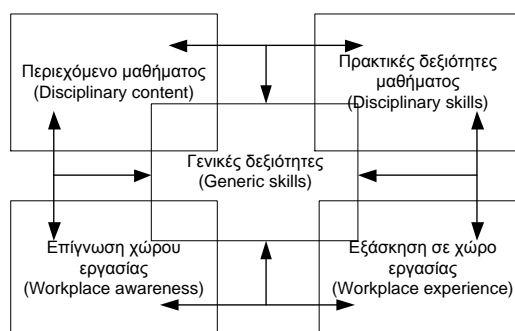 Περιεχόμενο μαθήματος
(Disciplinary content)
Πρακτικές δεξιότητες
μαθήματος
(Disciplinary skills)
Γενικές δεξιότητες
(Generic skills)
Επίγνωση χώρου
εργασίας
(Workplace awareness)
Εξάσκηση σε χώρο
εργασίας
(Workplace experience)